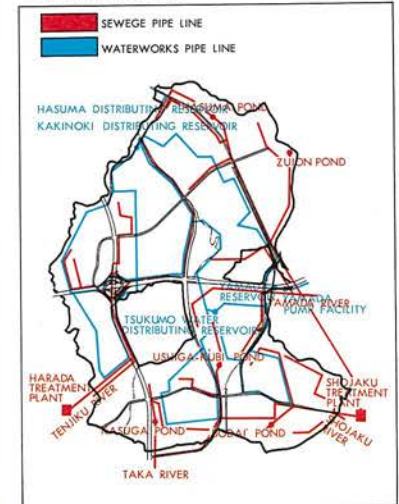 SEWEGE PIPE LINE
WATERWORKS PIPE LINE
HASUMA DISTRIBUTING RESERVOIR
HASUMA POND
KAKINOKI DISTRIBUTING RESERVOIR
ZUION POND
RESERVOIR
YAMADA RIVER
PUMP FACILITY
TSUKUMO WATER
DISTRIBUTING RESERVOIR
USUIGA-KUBI POND
HARADA
TREATMENT
PLANT
TENJIKU RIVER
SHOJAKU
TREATMENT
PLANT
SHOJAKU
RIVER
KASUGA POND
POND
TAKA RIVER